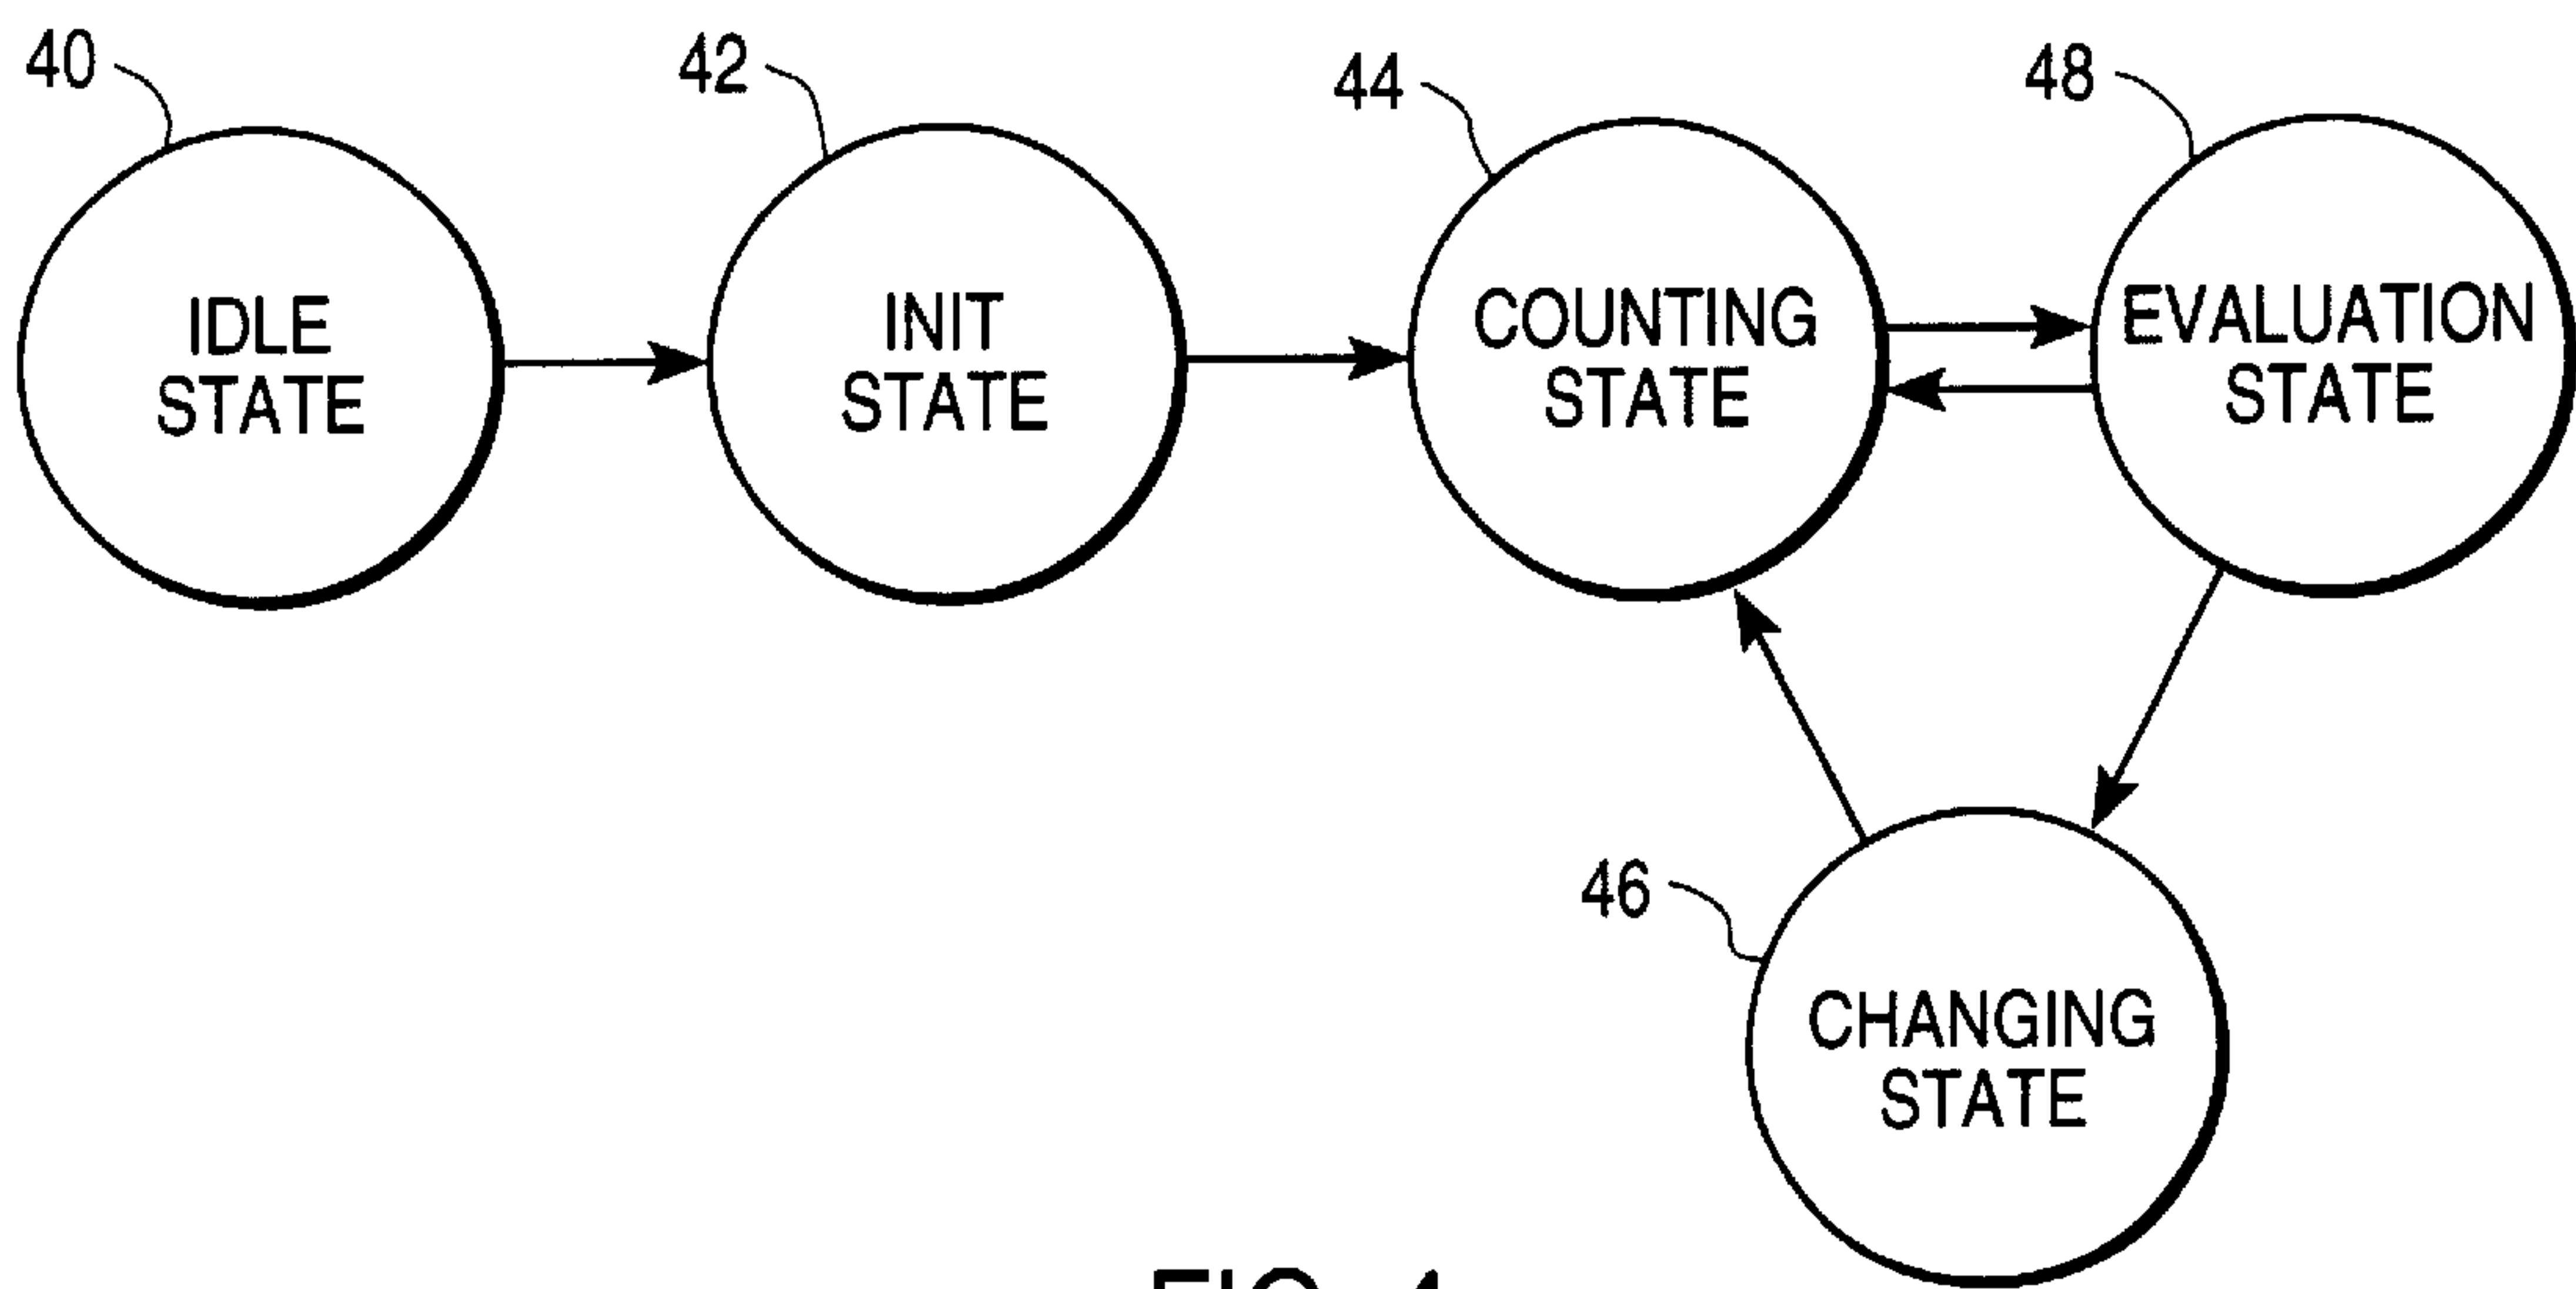 40
42
44
48
IDLE
STATE
INIT
STATE
COUNTING
STATE
EVALUATION
STATE
46
CHANGING
STATE